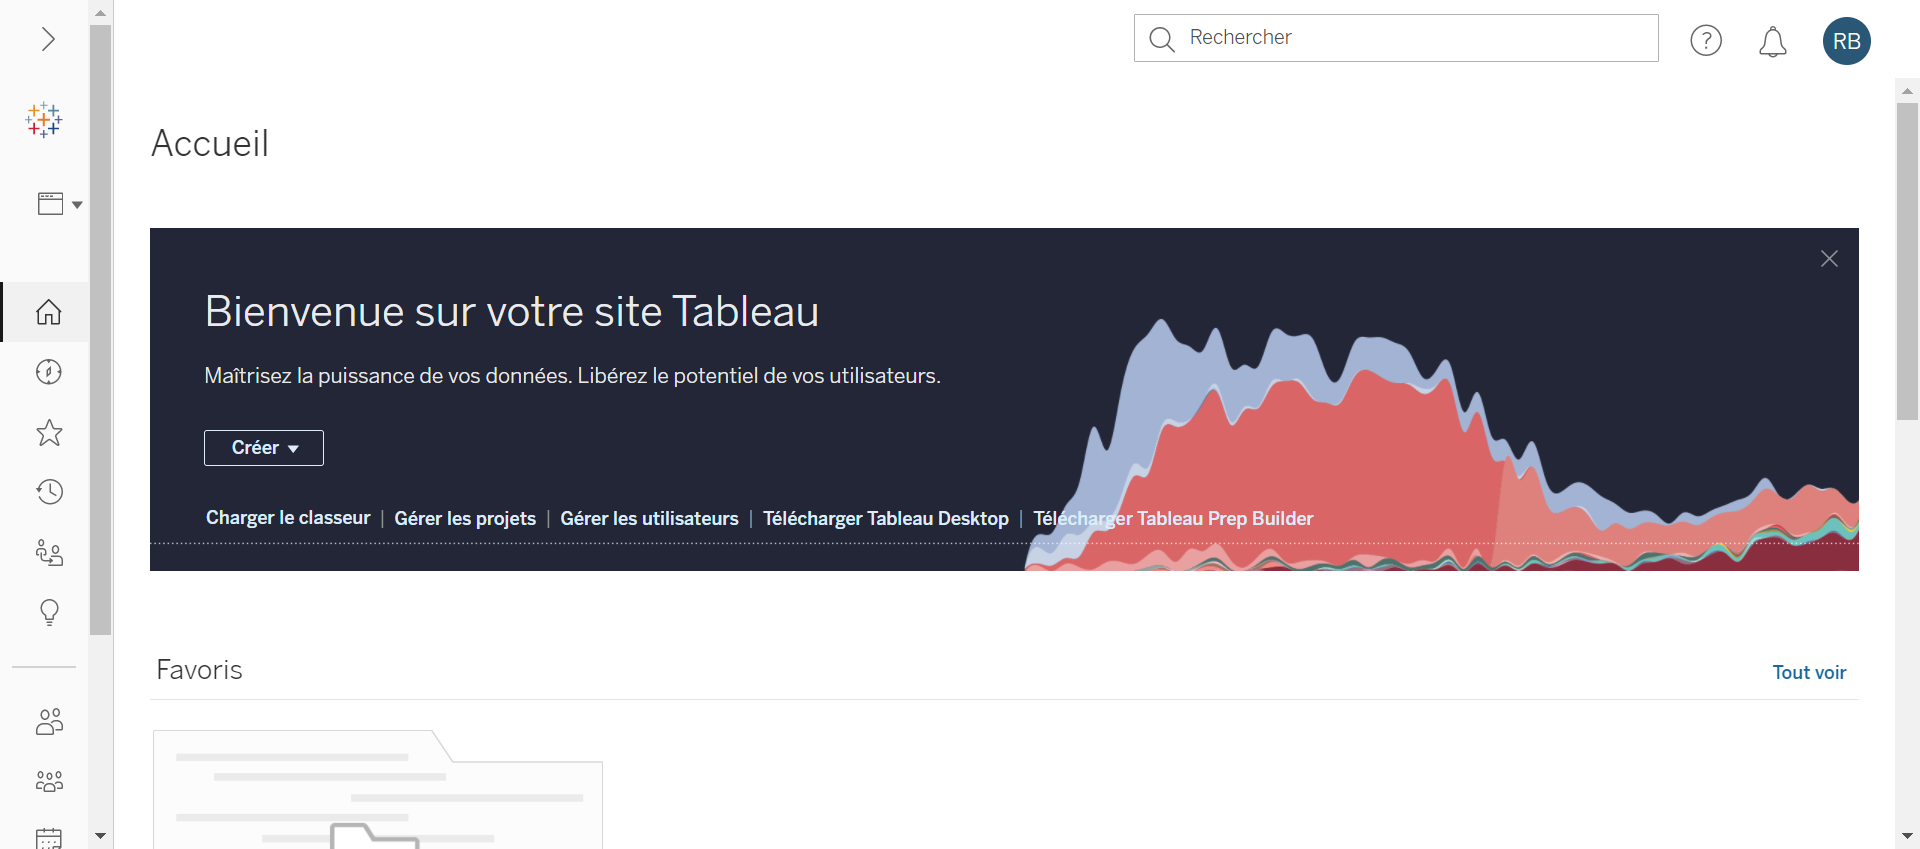 Rechercher
RB
Accueil
Bienvenue sur votre site Tableau
Maîtrisez la puissance de vos données. Libérez le potentiel de vos utilisateurs.
Créer
Charger le classeur | Gérer les projets | Gérer les utilisateurs | Télécharger Tableau Desktop | Télécharger Tableau Prep Builder
Favoris
Tout voir